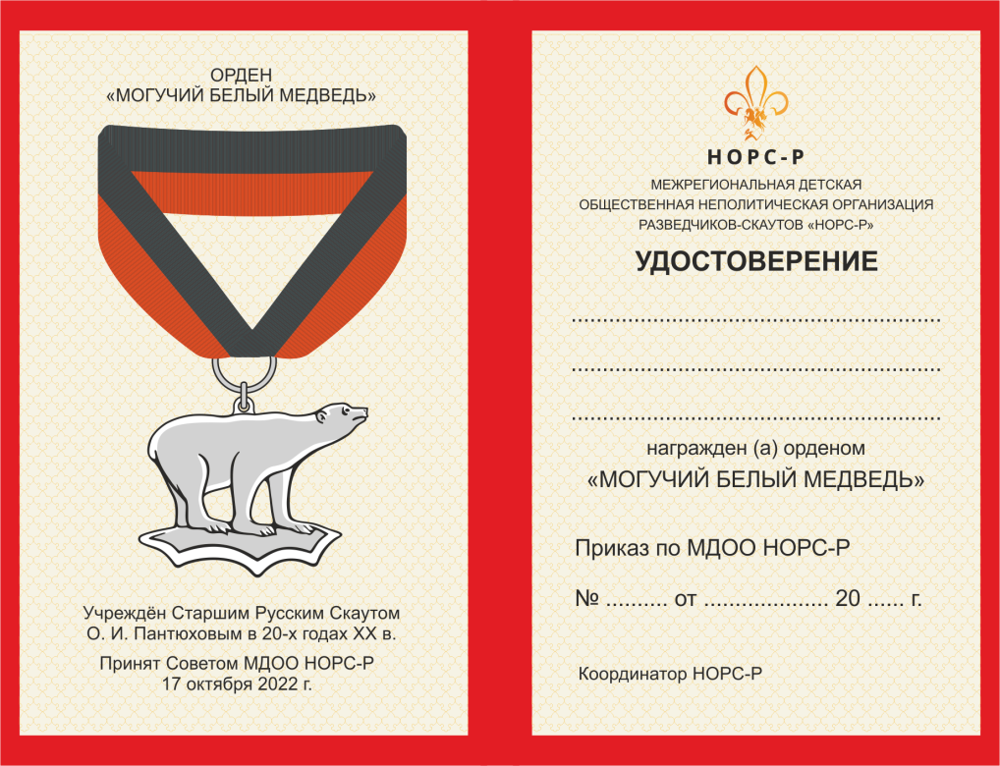 ОРДЕН
«МОГУЧИЙ БЕЛЫЙ МЕДВЕДЬ»
Учреждён Старшим Русским Скаутом
О. И. Пантюховым в 20-х годах XX в.
Принят Советом МДОО НОРС-Р
17 октября 2022 г.
НОРС-Р
МЕЖРЕГИОНАЛЬНАЯ ДЕТСКАЯ
ОБЩЕСТВЕННАЯ НЕПОЛИТИЧЕСКАЯ ОРГАНИЗАЦИЯ
РАЗВЕДЧИКОВ-СКАУТОВ «НОРС-Р»
УДОСТОВЕРЕНИЕ
............................................................
............................................................
............................................................
награжден (а) орденом
«МОГУЧИЙ БЕЛЫЙ МЕДВЕДЬ»
Приказ по МДОО НОРС-Р
№ .......... от .................... 20 ...... г.
Координатор НОРС-Р